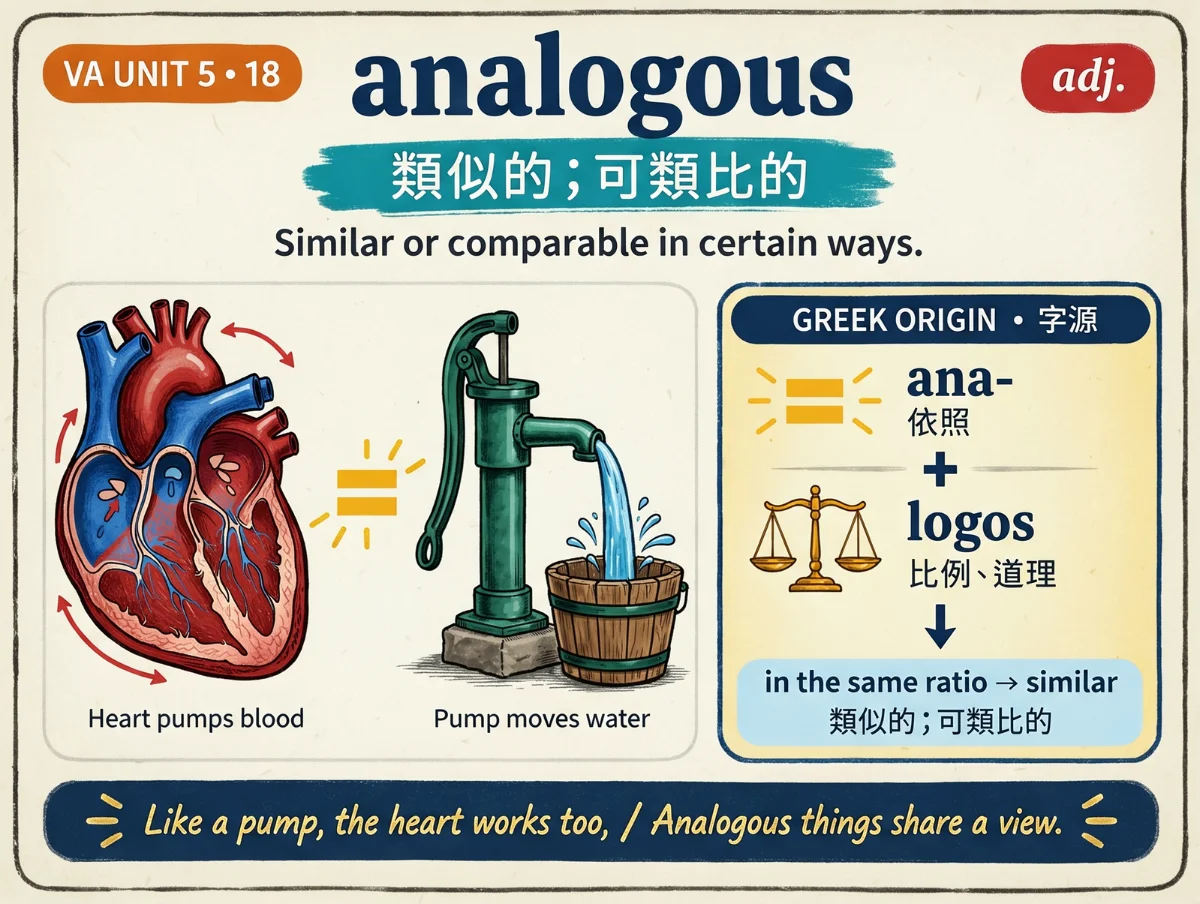 VA UNIT 5 • 18
analogous
adj.
類似的；可類比的
Similar or comparable in certain ways.
Heart pumps blood
Pump moves water
GREEK ORIGIN • 字源
ana-
依照
+
logos
比例、道理
in the same ratio → similar
類似的；可類比的
Like a pump, the heart works too, / Analogous things share a view.